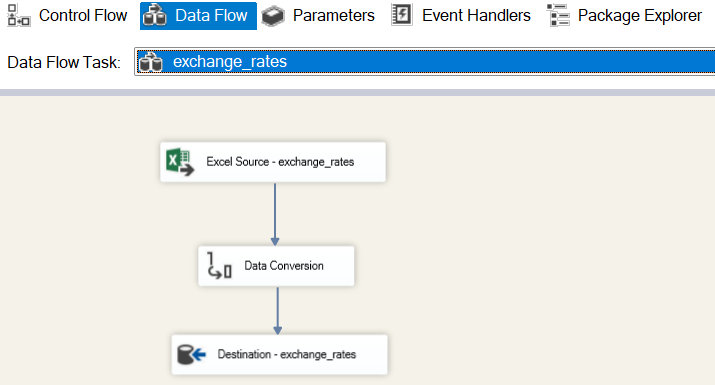 Control Flow Data Flow Parameters Event Handlers Package Explorer
Data Flow Task: exchange_rates
Excel Source - exchange_rates
Data Conversion
Destination - exchange_rates